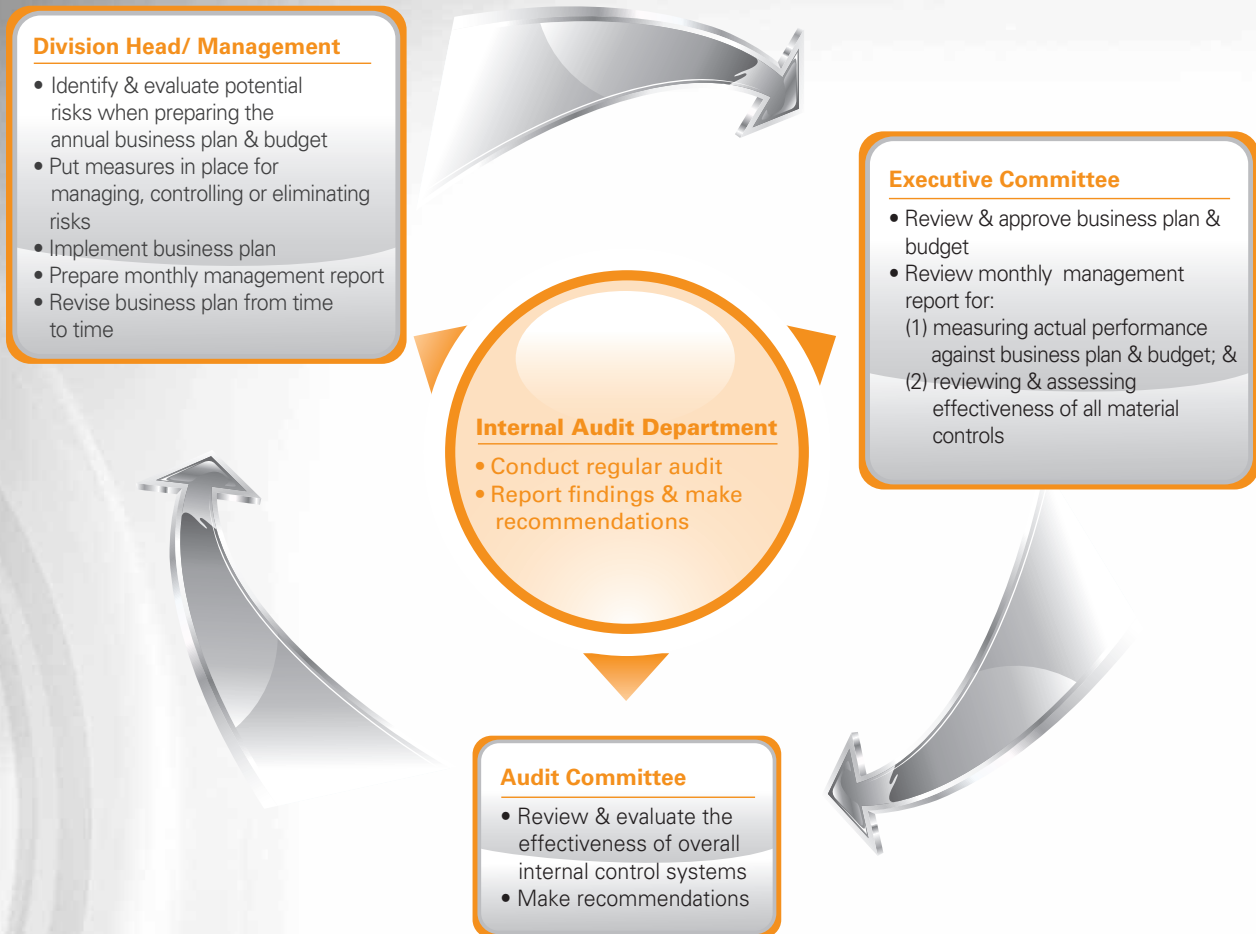 Division Head/ Management
• Identify & evaluate potential
risks when preparing the
annual business plan & budget
• Put measures in place for
managing, controlling or eliminating
risks
• Implement business plan
• Prepare monthly management report
• Revise business plan from time
to time
Executive Committee
• Review & approve business plan &
budget
• Review monthly management
report for:
(1) measuring actual performance
against business plan & budget; &
(2) reviewing & assessing
effectiveness of all material
controls
Internal Audit Department
• Conduct regular audit
• Report findings & make
recommendations
Audit Committee
• Review & evaluate the
effectiveness of overall
internal control systems
• Make recommendations